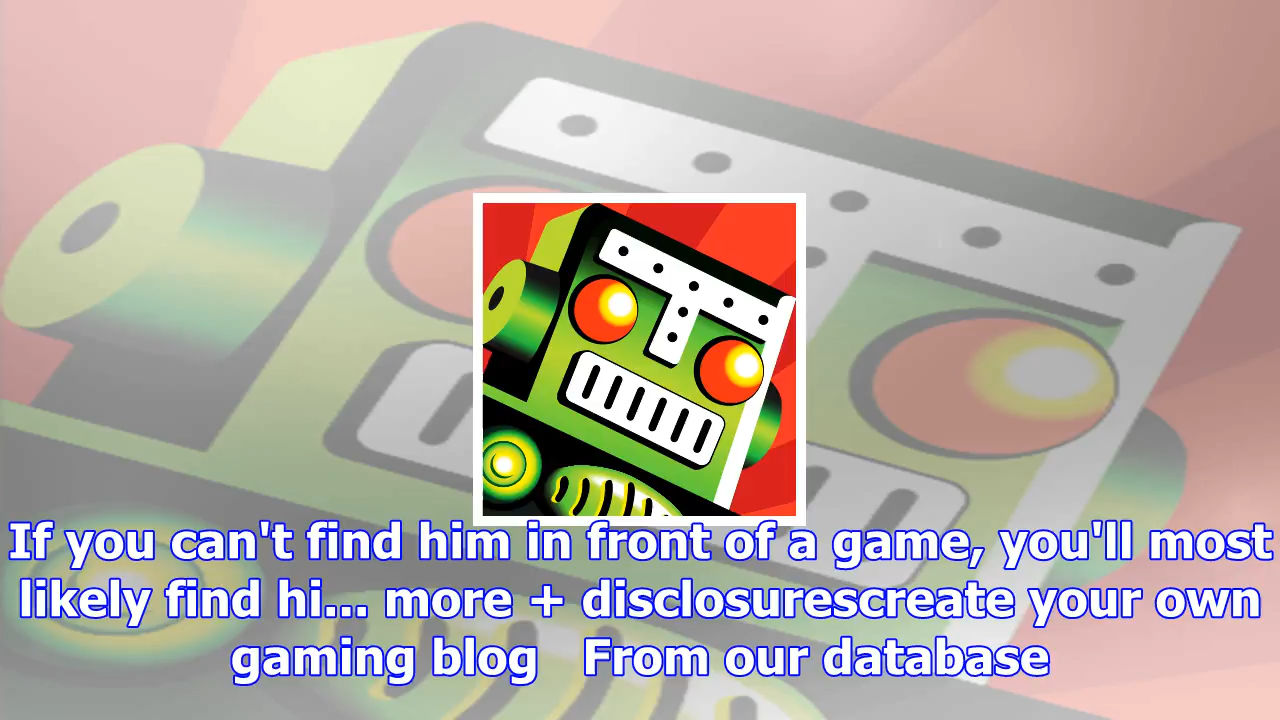 If you can't find him in front of a game, you'll most
likely find hi... more + disclosurescreate your own
gaming blog   From our database